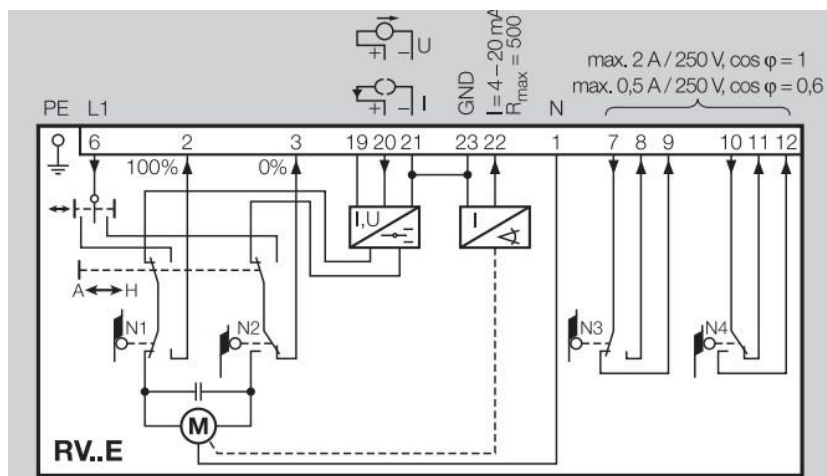 + − U
+ − I
GND
I = 4 – 20 mA
Rmax = 500
max. 2 A / 250 V, cos φ = 1
max. 0,5 A / 250 V, cos φ = 0,6
PE L1 N
6 2 3 19 20 21 23 22 1 7 8 9 10 11 12
100% 0%
I, U I
A H
N1 N2 N3 N4
M
RV..E